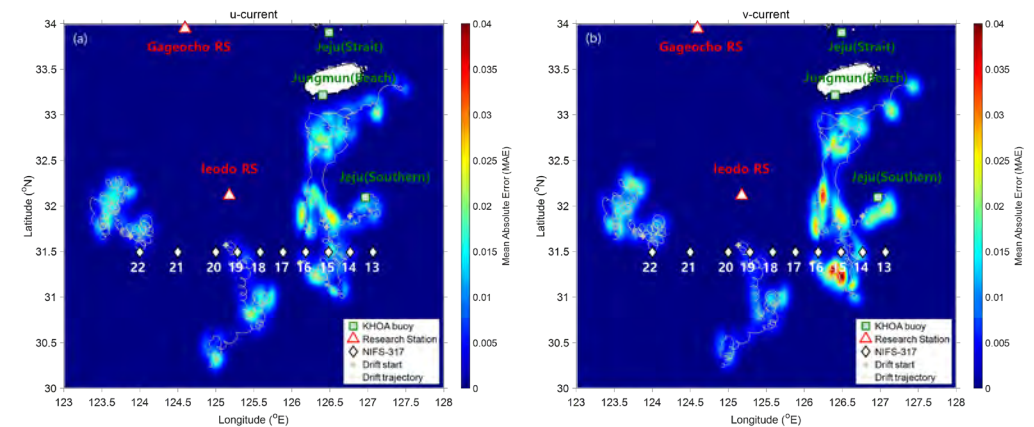 u-current
(a)
Gageocho RS
Jeju(Strait)
Jungmun(Beach)
Ieodo RS
Jeju(Southern)
22 21 20 19 18 17 16 15 14 13
KHOA buoy
Research Station
NIFS-317
Drift start
Drift trajectory
34
33.5
33
32.5
32
31.5
31
30.5
30
Latitude (°N)
123 123.5 124 124.5 125 125.5 126 126.5 127 127.5 128
Longitude (°E)
0.04
0.035
0.03
0.025
0.02
0.015
0.01
0.005
0
Mean Absolute Error (MAE)
v-current
(b)
Gageocho RS
Jeju(Strait)
Jungmun(Beach)
Ieodo RS
Jeju(Southern)
22 21 20 19 18 17 16 5 14 13
KHOA buoy
Research Station
NIFS-317
Drift start
Drift trajectory
34
33.5
33
32.5
32
31.5
31
30.5
30
Latitude (°N)
123 123.5 124 124.5 125 125.5 126 126.5 127 127.5 128
Longitude (°E)
0.04
0.035
0.03
0.025
0.02
0.015
0.01
0.005
0
Mean Absolute Error (MAE)